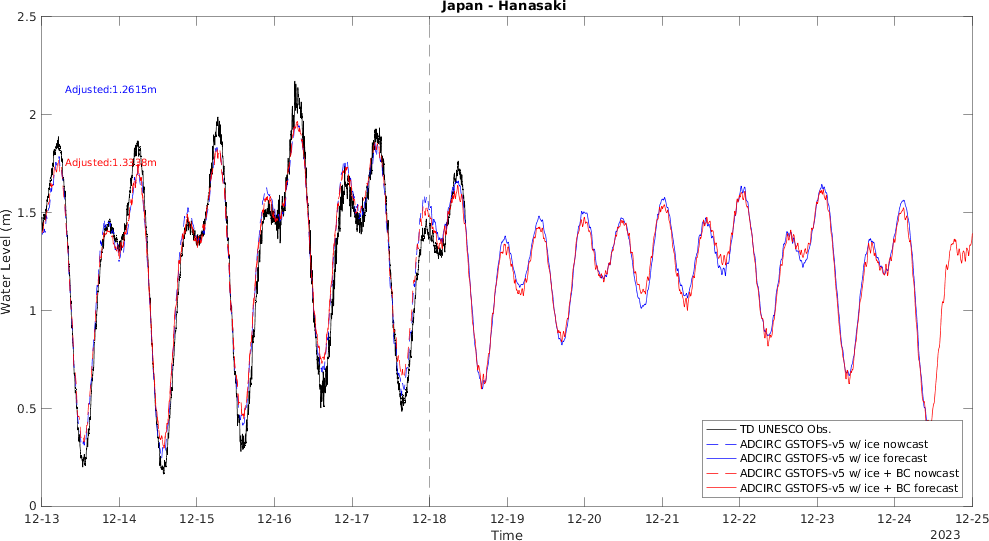 Japan - Hanasaki
2.5
2
1.5
1
0.5
0
Water Level (m)
Adjusted:1.2615m
Adjusted:1.3338m
TD UNESCO Obs.
ADCIRC GSTOFS-v5 w/ ice nowcast
ADCIRC GSTOFS-v5 w/ ice forecast
ADCIRC GSTOFS-v5 w/ ice + BC nowcast
ADCIRC GSTOFS-v5 w/ ice + BC forecast
12-13 12-14 12-15 12-16 12-17 12-18 12-19 12-20 12-21 12-22 12-23 12-24 12-25
Time
2023